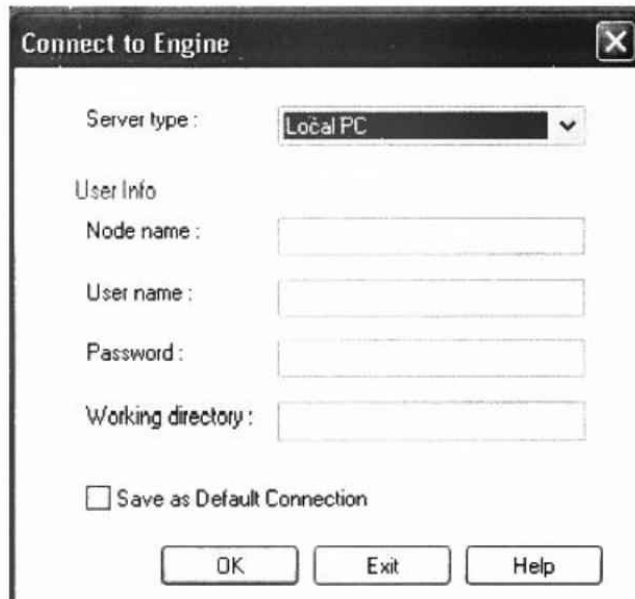 Connect to Engine
Server type :
Local PC
User Info
Node name :
User name :
Password :
Working directory :
Save as Default Connection
OK
Exit
Help